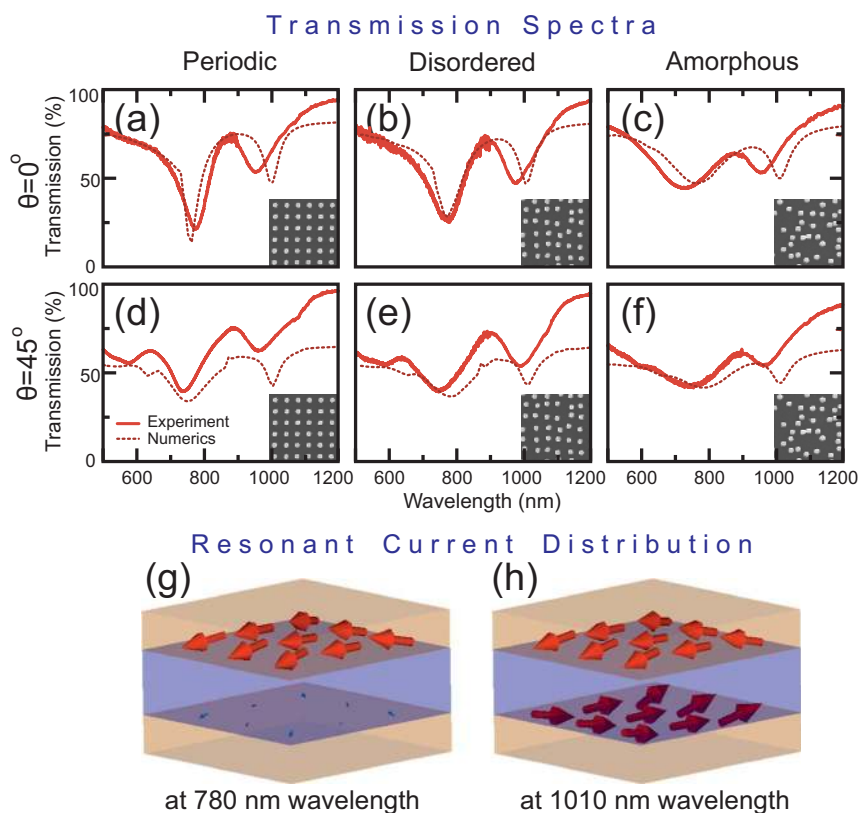 Transmission Spectra
Periodic Disordered Amorphous
(a) (b) (c)
θ=0°
Transmission (%)
100
50
0
(d) (e) (f)
θ=45°
Transmission (%)
100
50
0
Experiment
Numerics
600 800 1000 1200 600 800 1000 1200 600 800 1000 1200
Wavelength (nm)
Resonant Current Distribution
(g) (h)
at 780 nm wavelength at 1010 nm wavelength